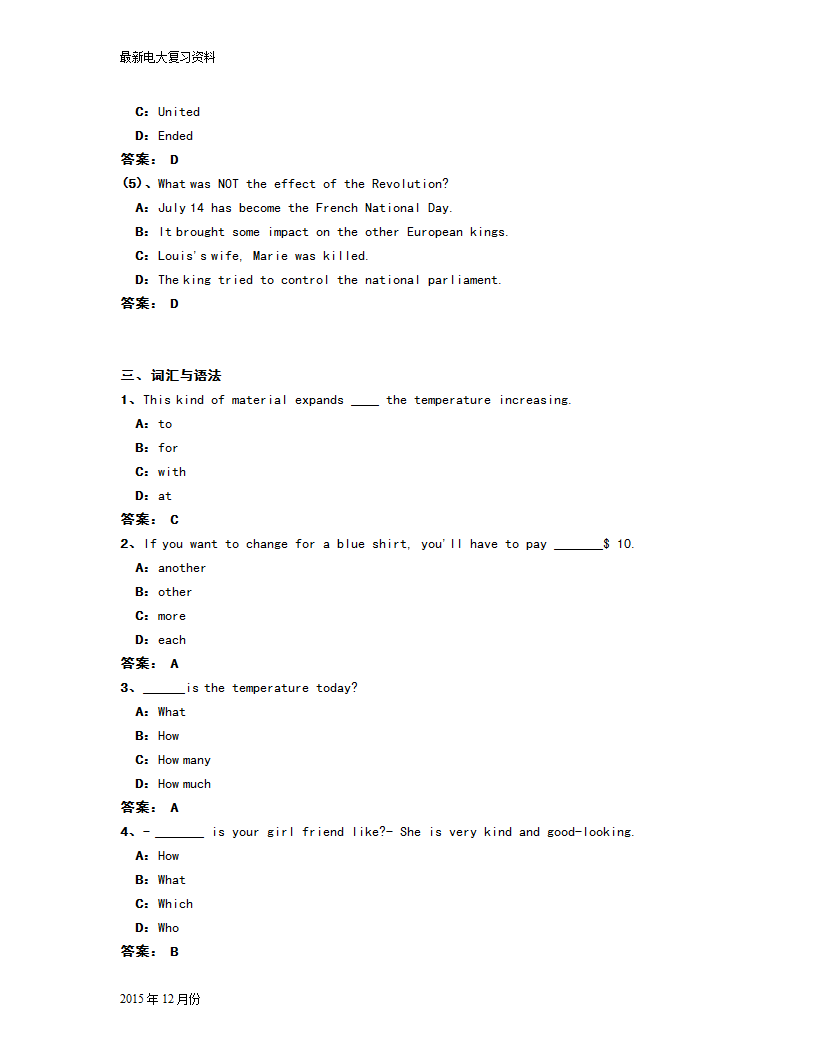 最新电大复习资料
C：United
D：Ended
答案： D
(5)、What was NOT the effect of the Revolution?
A：July 14 has become the French National Day.
B：It brought some impact on the other European kings.
C：Louis's wife, Marie was killed.
D：The king tried to control the national parliament.
答案： D
三、词汇与语法
1、This kind of material expands ____ the temperature increasing.
A：to
B：for
C：with
D：at
答案： C
2、If you want to change for a blue shirt, you'll have to pay _______$ 10.
A：another
B：other
C：more
D：each
答案： A
3、______is the temperature today?
A：What
B：How
C：How many
D：How much
答案： A
4、- _______ is your girl friend like?- She is very kind and good-looking.
A：How
B：What
C：Which
D：Who
答案： B
2015 年 12 月份